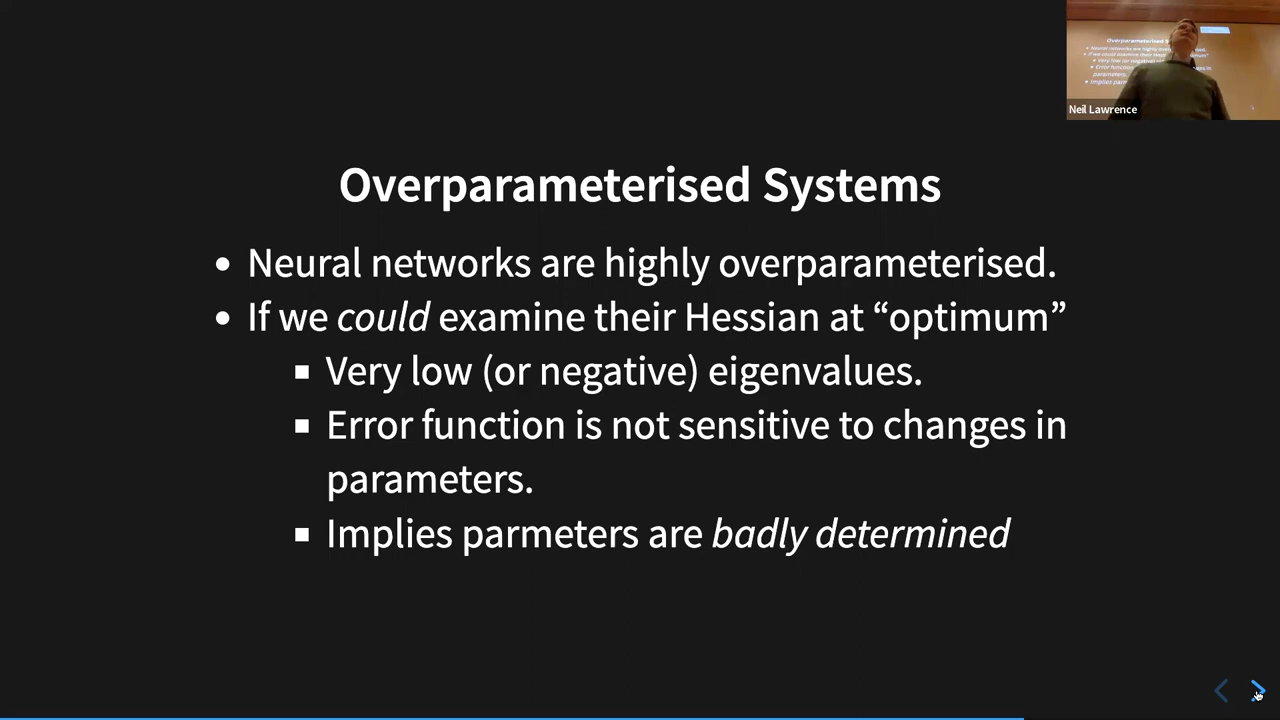 Neil Lawrence
Overparameterised Systems
• Neural networks are highly overparameterised.
• If we could examine their Hessian at “optimum”
▪ Very low (or negative) eigenvalues.
▪ Error function is not sensitive to changes in
parameters.
▪ Implies parmeters are badly determined